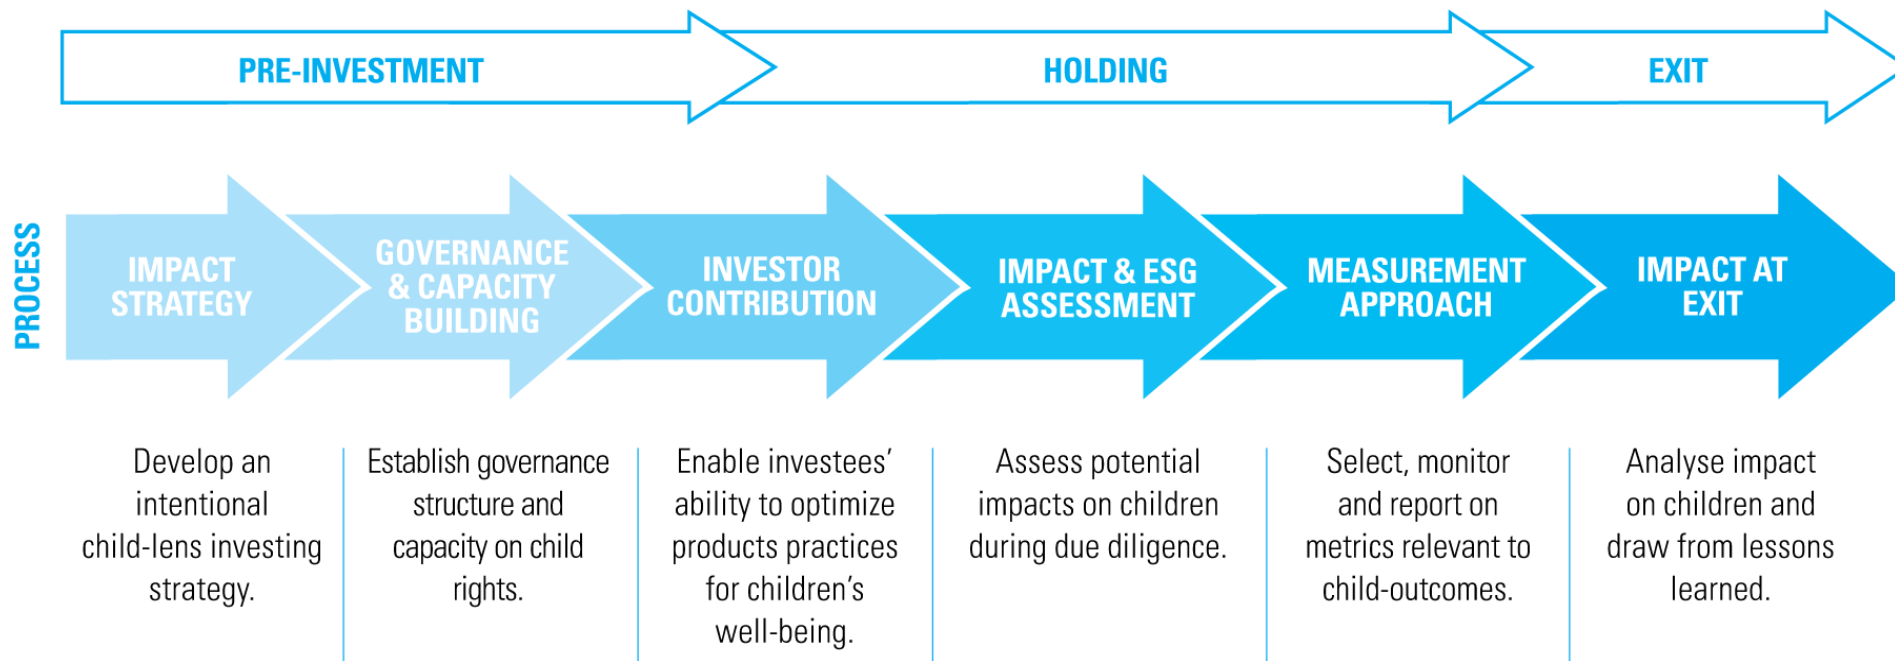 PRE-INVESTMENT
HOLDING
EXIT
PROCESS
IMPACT
STRATEGY
GOVERNANCE
& CAPACITY
BUILDING
INVESTOR
CONTRIBUTION
IMPACT & ESG
ASSESSMENT
MEASUREMENT
APPROACH
IMPACT AT
EXIT
Develop an
intentional
child-lens investing
strategy.
Establish governance
structure and
capacity on child
rights.
Enable investees’
ability to optimize
products practices
for children’s
well-being.
Assess potential
impacts on children
during due diligence.
Select, monitor
and report on
metrics relevant to
child-outcomes.
Analyse impact
on children and
draw from lessons
learned.